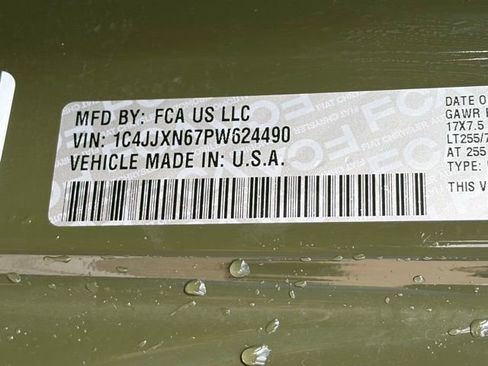 MFD BY: FCA US LLC
VIN: 1C4JJXN67PW624490
VEHICLE MADE IN: U.S.A.
DATE O
GAWR
17X7.5
LT255/7
AT 255
TYPE:
THIS V